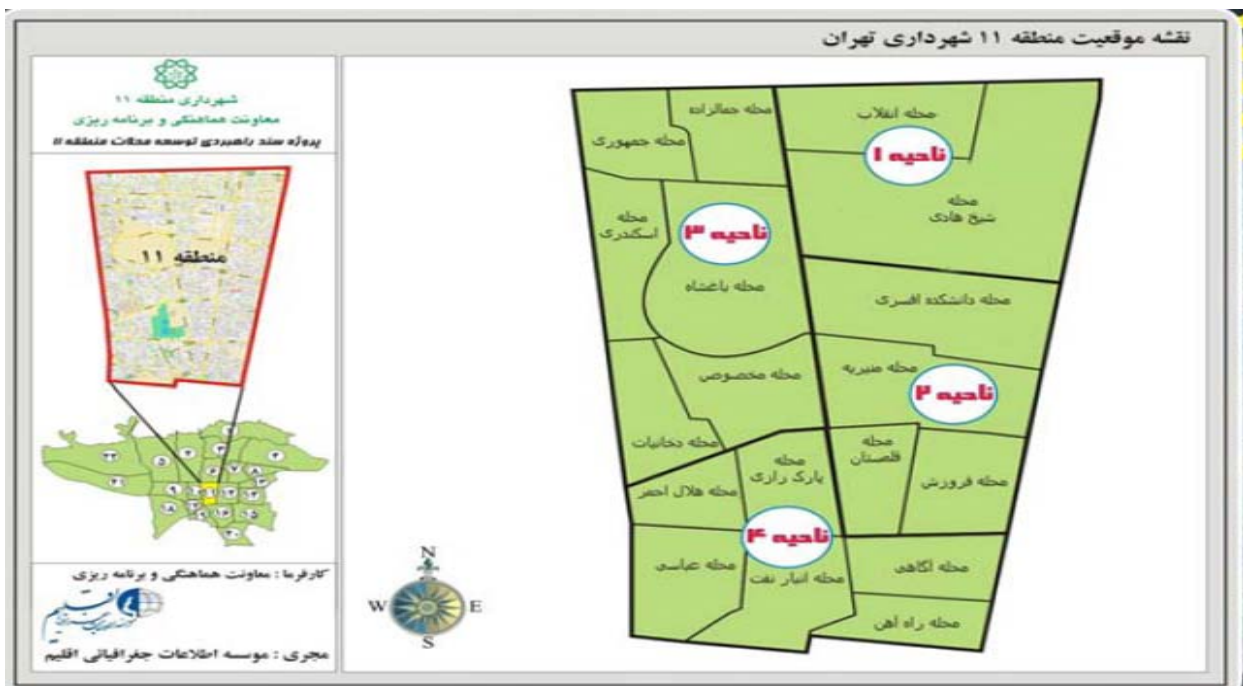 نقشه موقعیت منطقه ۱۱ شهرداری تهران
شهرداری منطقه ۱۱
معاونت هماهنگی و برنامه ریزی
پروژه سند راهبردی توسعه محلات منطقه ۱۱
منطقه ۱۱
کارفرما : معاونت هماهنگی و برنامه ریزی
اقلیم
مجری : موسسه اطلاعات جغرافیائی اقلیم
محله جمالزاده
محله انقلاب
محله جمهوری
ناحیه ۱
محله
شیخ هادی
محله
اسکندری
ناحیه ۳
محله باغشاه
محله دانشکده افسری
محله منیریه
محله مخصوص
ناحیه ۲
محله دخانیات
محله
قلمستان
محله
پارک رازی
محله فروزش
محله هلال احمر
ناحیه ۴
محله عباسی
محله انبار نفت
محله آگاهی
محله راه آهن
N
W
E
S